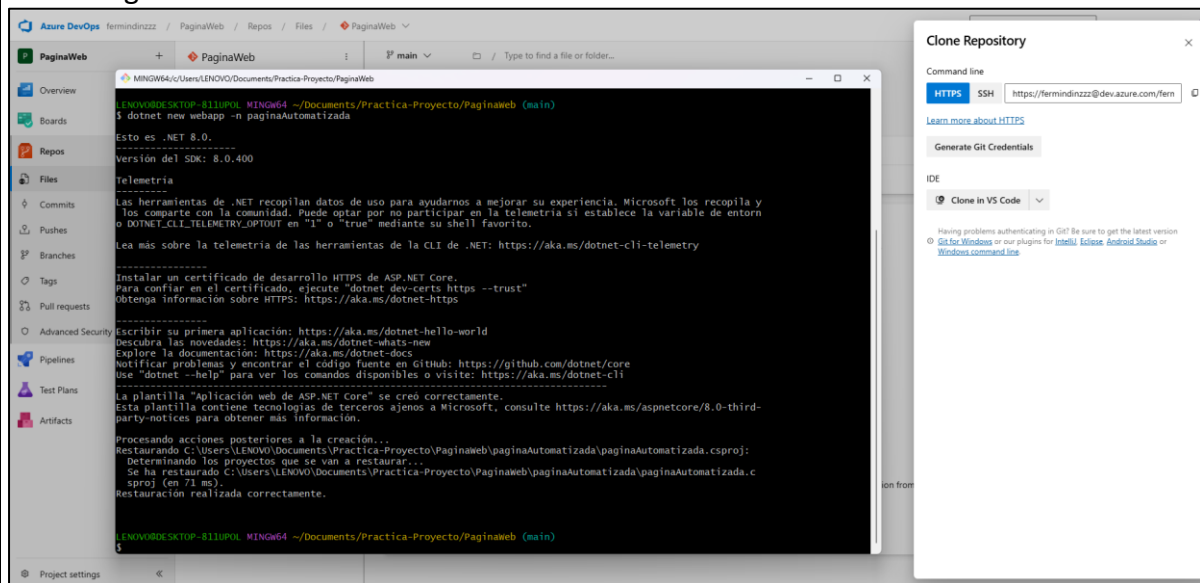 Azure DevOps fermindinzzz / PaginaWeb / Repos / Files / PaginaWeb
P PaginaWeb +
PaginaWeb
main / Type to find a file or folder...
Overview
Boards
Repos
Files
Commits
Pushes
Branches
Tags
Pull requests
Advanced Security
Pipelines
Test Plans
Artifacts
Project settings
MINGW64:/c/Users/LENOVO/Documents/Practica-Proyecto/PaginaWeb
LENOVO@DESKTOP-811UPOL MINGW64 ~/Documents/Practica-Proyecto/PaginaWeb (main)
$ dotnet new webapp -n paginaAutomatizada
Esto es .NET 8.0.
---------------------
Versión del SDK: 8.0.400
Telemetría
---------
Las herramientas de .NET recopilan datos de uso para ayudarnos a mejorar su experiencia. Microsoft los recopila y
los comparte con la comunidad. Puede optar por no participar en la telemetría si establece la variable de entorn
o DOTNET_CLI_TELEMETRY_OPTOUT en "1" o "true" mediante su shell favorito.
Lea más sobre la telemetría de las herramientas de la CLI de .NET: https://aka.ms/dotnet-cli-telemetry
----------------
Instalar un certificado de desarrollo HTTPS de ASP.NET Core.
Para confiar en el certificado, ejecute "dotnet dev-certs https --trust"
Obtenga información sobre HTTPS: https://aka.ms/dotnet-https
----------------
Escribir su primera aplicación: https://aka.ms/dotnet-hello-world
Descubra las novedades: https://aka.ms/dotnet-whats-new
Explore la documentación: https://aka.ms/dotnet-docs
Notificar problemas y encontrar el código fuente en GitHub: https://github.com/dotnet/core
Use "dotnet --help" para ver los comandos disponibles o visite: https://aka.ms/dotnet-cli
--------------------------------------------------------------------------------------
La plantilla "Aplicación web de ASP.NET Core" se creó correctamente.
Esta plantilla contiene tecnologías de terceros ajenos a Microsoft, consulte https://aka.ms/aspnetcore/8.0-third-
party-notices para obtener más información.
Procesando acciones posteriores a la creación...
Restaurando C:\Users\LENOVO\Documents\Practica-Proyecto\PaginaWeb\paginaAutomatizada\paginaAutomatizada.csproj:
Determinando los proyectos que se van a restaurar...
Se ha restaurado C:\Users\LENOVO\Documents\Practica-Proyecto\PaginaWeb\paginaAutomatizada\paginaAutomatizada.c
sproj (en 71 ms).
Restauración realizada correctamente.
LENOVO@DESKTOP-811UPOL MINGW64 ~/Documents/Practica-Proyecto/PaginaWeb (main)
$
ion from
Clone Repository
Command line
HTTPS SSH https://fermindinzzz@dev.azure.com/fern
Learn more about HTTPS
Generate Git Credentials
IDE
Clone in VS Code
Having problems authenticating in Git? Be sure to get the latest version
Git for Windows or our plugins for IntelliJ, Eclipse, Android Studio or
Windows command line.